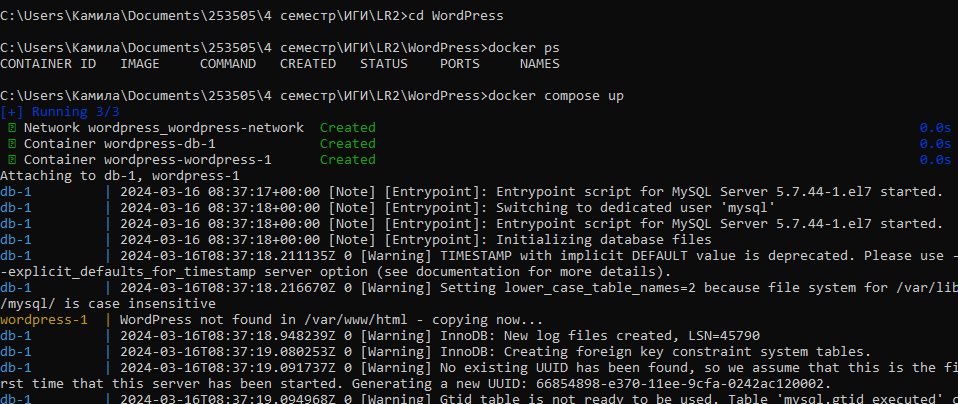 C:\Users\Камила\Documents\253505\4 семестр\ИГИ\LR2>cd WordPress
C:\Users\Камила\Documents\253505\4 семестр\ИГИ\LR2\WordPress>docker ps
CONTAINER ID   IMAGE     COMMAND   CREATED   STATUS    PORTS     NAMES
C:\Users\Камила\Documents\253505\4 семестр\ИГИ\LR2\WordPress>docker compose up
[+] Running 3/3
Network wordpress_wordpress-network  Created 0.0s
Container wordpress-db-1             Created 0.0s
Container wordpress-wordpress-1      Created 0.0s
Attaching to db-1, wordpress-1
db-1         | 2024-03-16 08:37:17+00:00 [Note] [Entrypoint]: Entrypoint script for MySQL Server 5.7.44-1.el7 started.
db-1         | 2024-03-16 08:37:18+00:00 [Note] [Entrypoint]: Switching to dedicated user 'mysql'
db-1         | 2024-03-16 08:37:18+00:00 [Note] [Entrypoint]: Entrypoint script for MySQL Server 5.7.44-1.el7 started.
db-1         | 2024-03-16 08:37:18+00:00 [Note] [Entrypoint]: Initializing database files
db-1         | 2024-03-16T08:37:18.211135Z 0 [Warning] TIMESTAMP with implicit DEFAULT value is deprecated. Please use -
-explicit_defaults_for_timestamp server option (see documentation for more details).
db-1         | 2024-03-16T08:37:18.216670Z 0 [Warning] Setting lower_case_table_names=2 because file system for /var/lib
/mysql/ is case insensitive
wordpress-1  | WordPress not found in /var/www/html - copying now...
db-1         | 2024-03-16T08:37:18.948239Z 0 [Warning] InnoDB: New log files created, LSN=45790
db-1         | 2024-03-16T08:37:19.080253Z 0 [Warning] InnoDB: Creating foreign key constraint system tables.
db-1         | 2024-03-16T08:37:19.091737Z 0 [Warning] No existing UUID has been found, so we assume that this is the fi
rst time that this server has been started. Generating a new UUID: 66854898-e370-11ee-9cfa-0242ac120002.
db-1         | 2024-03-16T08:37:19.094968Z 0 [Warning] Gtid table is not ready to be used. Table 'mysql.gtid_executed' c